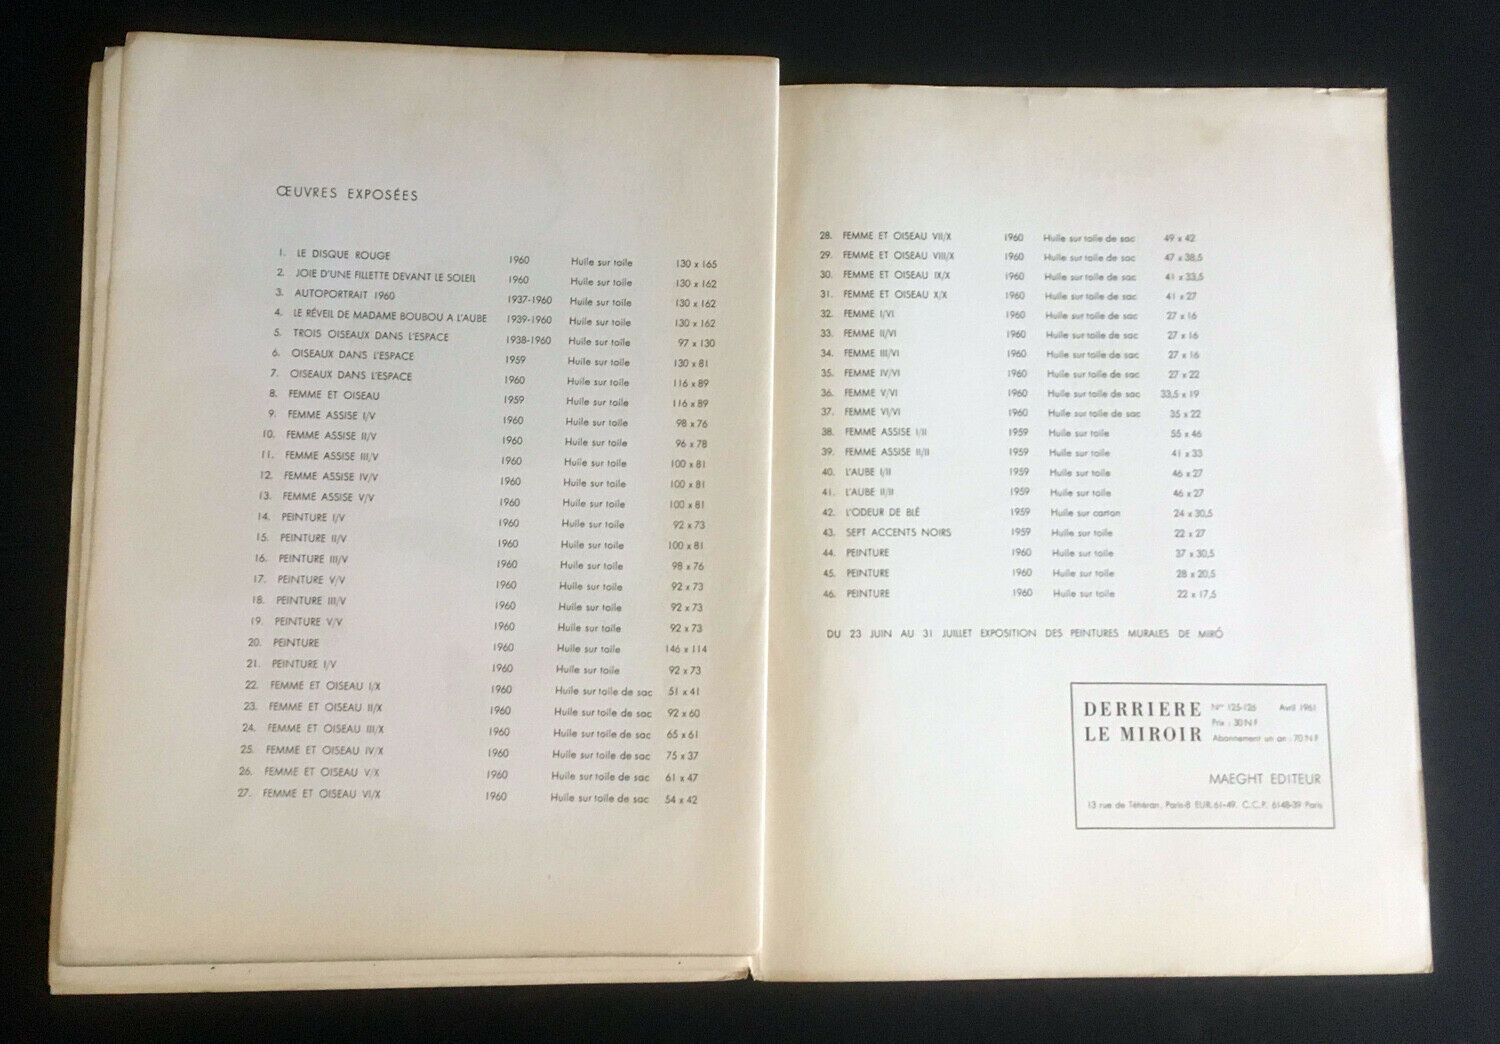 ŒUVRES EXPOSÉES
1. LE DISQUE ROUGE 1960 Huile sur toile 130 x 165
2. JOIE D'UNE FILLETTE DEVANT LE SOLEIL 1960 Huile sur toile 130 x 162
3. AUTOPORTRAIT 1960 1937-1960 Huile sur toile 130 x 162
4. LE RÉVEIL DE MADAME BOUBOU A L'AUBE 1939-1960 Huile sur toile 130 x 162
5. TROIS OISEAUX DANS L'ESPACE 1938-1960 Huile sur toile 97 x 130
6. OISEAUX DANS L'ESPACE 1959 Huile sur toile 130 x 81
7. OISEAUX DANS L'ESPACE 1960 Huile sur toile 116 x 89
8. FEMME ET OISEAU 1959 Huile sur toile 116 x 89
9. FEMME ASSISE I/V 1960 Huile sur toile 98 x 76
10. FEMME ASSISE II/V 1960 Huile sur toile 96 x 78
11. FEMME ASSISE III/V 1960 Huile sur toile 100 x 81
12. FEMME ASSISE IV/V 1960 Huile sur toile 100 x 81
13. FEMME ASSISE V/V 1960 Huile sur toile 100 x 81
14. PEINTURE I/V 1960 Huile sur toile 92 x 73
15. PEINTURE II/V 1960 Huile sur toile 100 x 81
16. PEINTURE III/V 1960 Huile sur toile 98 x 76
17. PEINTURE V/V 1960 Huile sur toile 92 x 73
18. PEINTURE III/V 1960 Huile sur toile 92 x 73
19. PEINTURE V/V 1960 Huile sur toile 92 x 73
20. PEINTURE 1960 Huile sur toile 146 x 114
21. PEINTURE I/V 1960 Huile sur toile 92 x 73
22. FEMME ET OISEAU I/X 1960 Huile sur toile de sac 51 x 41
23. FEMME ET OISEAU II/X 1960 Huile sur toile de sac 92 x 60
24. FEMME ET OISEAU III/X 1960 Huile sur toile de sac 65 x 61
25. FEMME ET OISEAU IV/X 1960 Huile sur toile de sac 75 x 37
26. FEMME ET OISEAU V/X 1960 Huile sur toile de sac 61 x 47
27. FEMME ET OISEAU VI/X 1960 Huile sur toile de sac 54 x 42
28. FEMME ET OISEAU VII/X 1960 Huile sur toile de sac 49 x 42
29. FEMME ET OISEAU VIII/X 1960 Huile sur toile de sac 47 x 38,5
30. FEMME ET OISEAU IX/X 1960 Huile sur toile de sac 41 x 33,5
31. FEMME ET OISEAU X/X 1960 Huile sur toile de sac 41 x 27
32. FEMME I/VI 1960 Huile sur toile de sac 27 x 16
33. FEMME II/VI 1960 Huile sur toile de sac 27 x 16
34. FEMME III/VI 1960 Huile sur toile de sac 27 x 16
35. FEMME IV/VI 1960 Huile sur toile de sac 27 x 22
36. FEMME V/VI 1960 Huile sur toile de sac 33,5 x 19
37. FEMME VI/VI 1960 Huile sur toile de sac 35 x 22
38. FEMME ASSISE I/II 1959 Huile sur toile 55 x 46
39. FEMME ASSISE II/II 1959 Huile sur toile 41 x 33
40. L'AUBE I/II 1959 Huile sur toile 46 x 27
41. L'AUBE II/II 1959 Huile sur toile 46 x 27
42. L'ODEUR DE BLÉ 1959 Huile sur carton 24 x 30,5
43. SEPT ACCENTS NOIRS 1959 Huile sur toile 22 x 27
44. PEINTURE 1960 Huile sur toile 37 x 30,5
45. PEINTURE 1960 Huile sur toile 28 x 20,5
46. PEINTURE 1960 Huile sur toile 22 x 17,5
DU 23 JUIN AU 31 JUILLET EXPOSITION DES PEINTURES MURALES DE MIRÓ
DERRIERE LE MIROIR
Nos 125-126 Avril 1961
Prix : 30 N F
Abonnement un an : 70 N F
MAEGHT EDITEUR
13 rue de Téhéran, Paris-8 EUR. 61-49. C.C.P. 6148-39 Paris